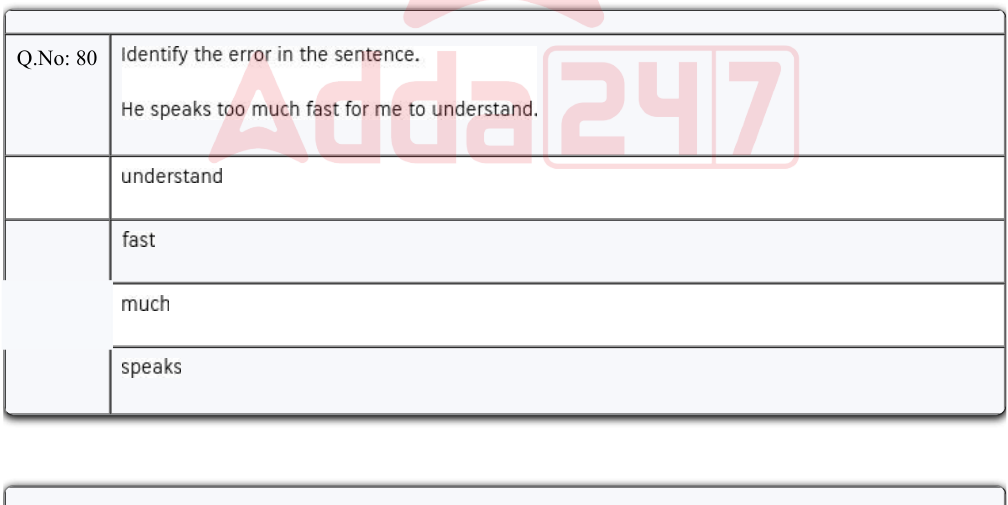 Q.No: 80
Identify the error in the sentence.
He speaks too much fast for me to understand.
understand
fast
much
speaks
Adda247